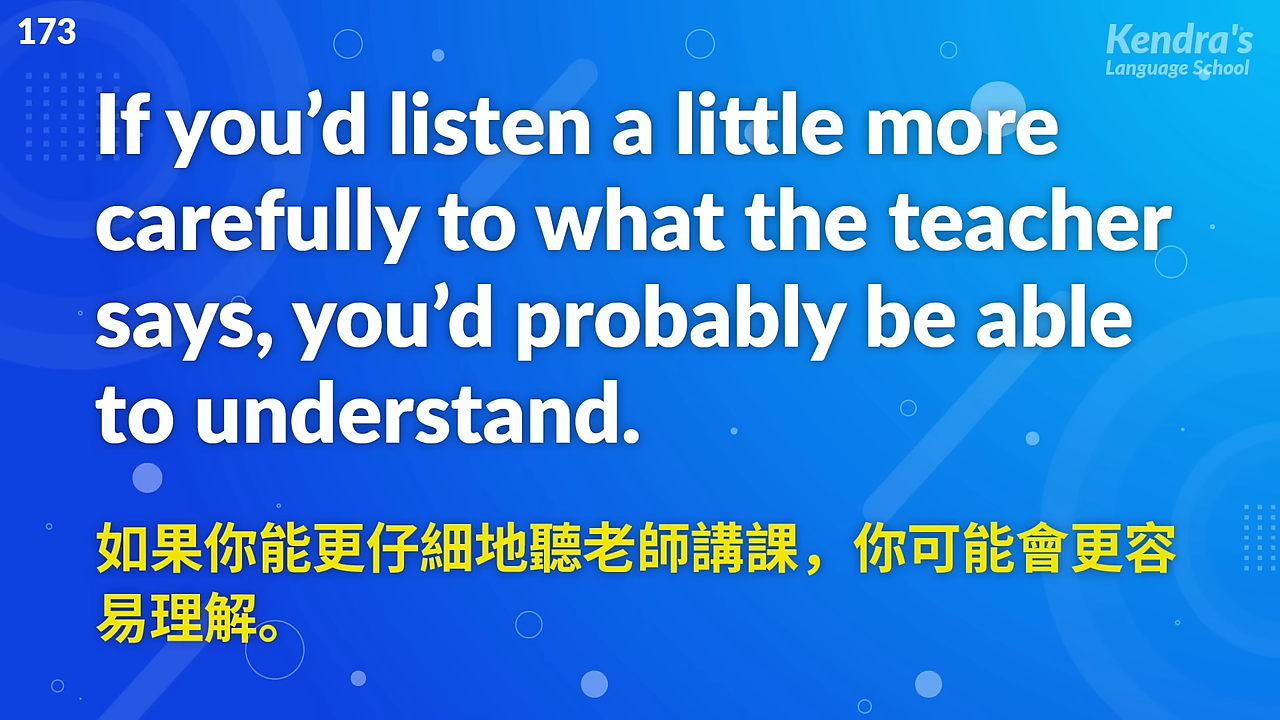 173
Kendra's
Language School
If you’d listen a little more
carefully to what the teacher
says, you’d probably be able
to understand.
如果你能更仔細地聽老師講課，你可能會更容
易理解。